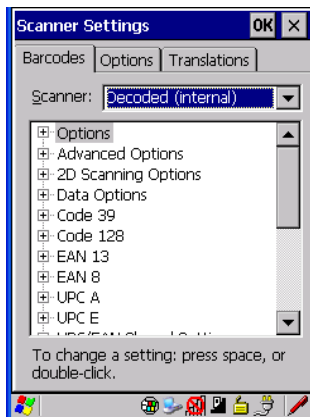 Scanner Settings OK
Barcodes Options Translations
Scanner: Decoded (internal)
Options
Advanced Options
2D Scanning Options
Data Options
Code 39
Code 128
EAN 13
EAN 8
UPC A
UPC E
To change a setting: press space, or
double-click.